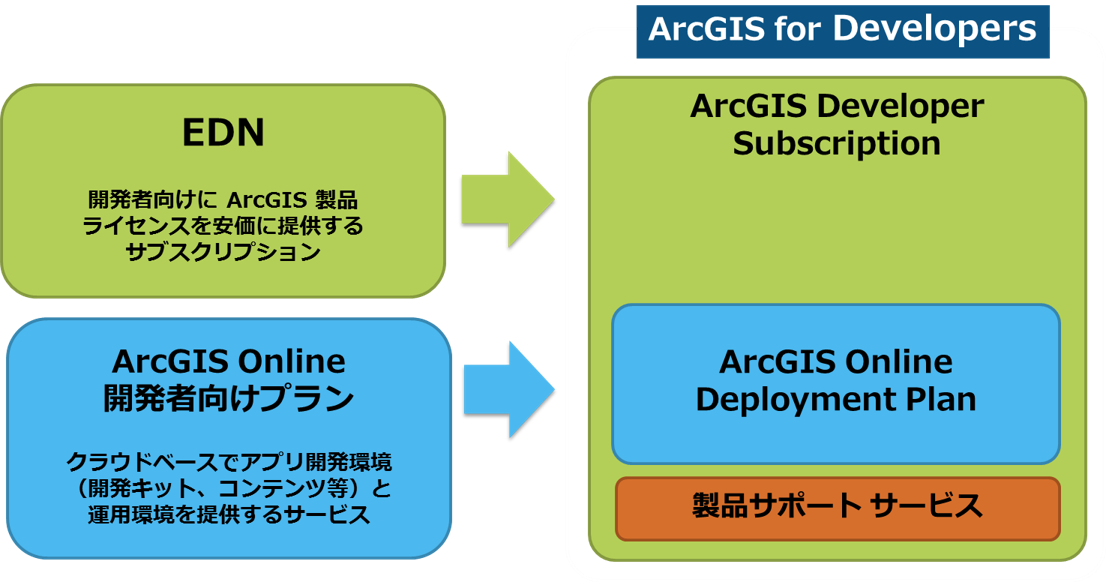 ArcGIS for Developers
EDN
開発者向けに ArcGIS 製品
ライセンスを安価に提供する
サブスクリプション
ArcGIS Online
開発者向けプラン
クラウドベースでアプリ開発環境
（開発キット、コンテンツ等）と
運用環境を提供するサービス
ArcGIS Developer
Subscription
ArcGIS Online
Deployment Plan
製品サポート サービス